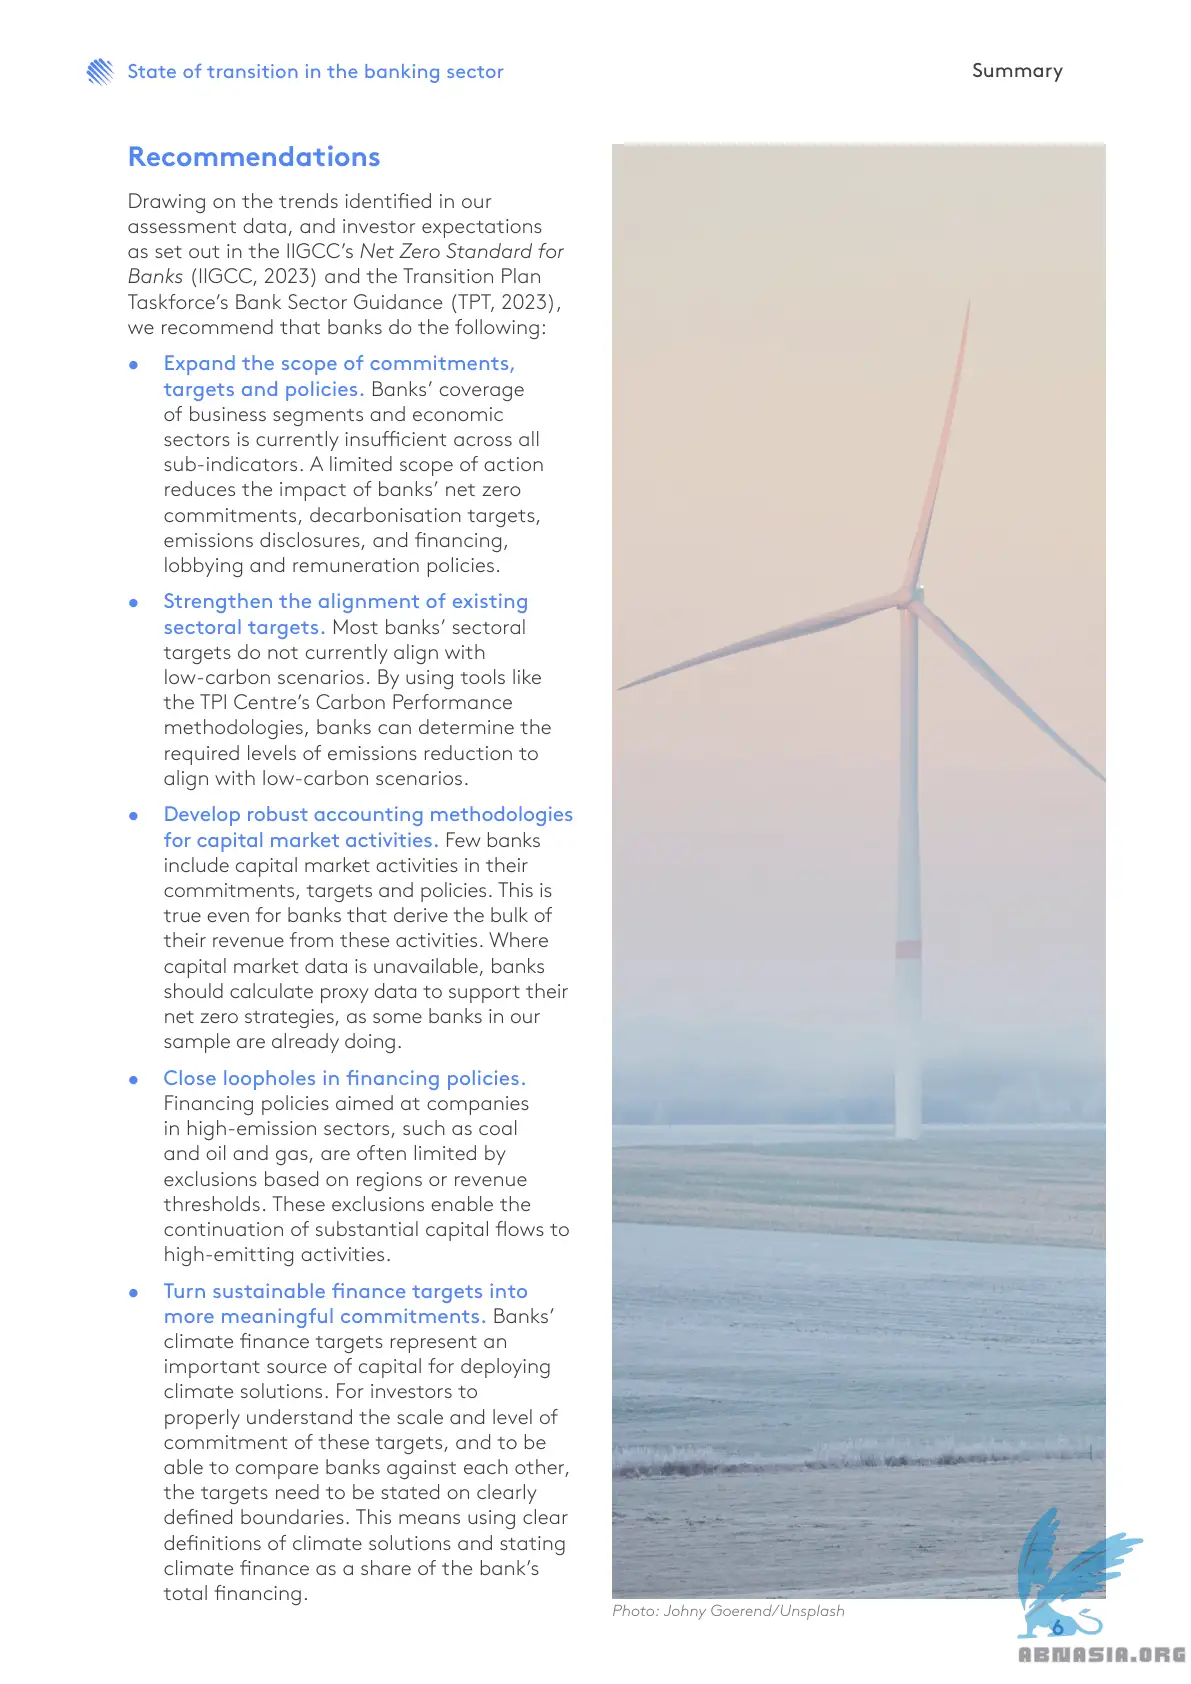 State of transition in the banking sector
Summary
Recommendations
Drawing on the trends identified in our
assessment data, and investor expectations
as set out in the IIGCC’s Net Zero Standard for
Banks (IIGCC, 2023) and the Transition Plan
Taskforce’s Bank Sector Guidance (TPT, 2023),
we recommend that banks do the following:
● Expand the scope of commitments,
targets and policies. Banks’ coverage
of business segments and economic
sectors is currently insufficient across all
sub-indicators. A limited scope of action
reduces the impact of banks’ net zero
commitments, decarbonisation targets,
emissions disclosures, and financing,
lobbying and remuneration policies.
● Strengthen the alignment of existing
sectoral targets. Most banks’ sectoral
targets do not currently align with
low-carbon scenarios. By using tools like
the TPI Centre’s Carbon Performance
methodologies, banks can determine the
required levels of emissions reduction to
align with low-carbon scenarios.
● Develop robust accounting methodologies
for capital market activities. Few banks
include capital market activities in their
commitments, targets and policies. This is
true even for banks that derive the bulk of
their revenue from these activities. Where
capital market data is unavailable, banks
should calculate proxy data to support their
net zero strategies, as some banks in our
sample are already doing.
● Close loopholes in financing policies.
Financing policies aimed at companies
in high-emission sectors, such as coal
and oil and gas, are often limited by
exclusions based on regions or revenue
thresholds. These exclusions enable the
continuation of substantial capital flows to
high-emitting activities.
● Turn sustainable finance targets into
more meaningful commitments. Banks’
climate finance targets represent an
important source of capital for deploying
climate solutions. For investors to
properly understand the scale and level of
commitment of these targets, and to be
able to compare banks against each other,
the targets need to be stated on clearly
defined boundaries. This means using clear
definitions of climate solutions and stating
climate finance as a share of the bank’s
total financing.
Photo: Johny Goerend/Unsplash
6
ABNASIA.ORG